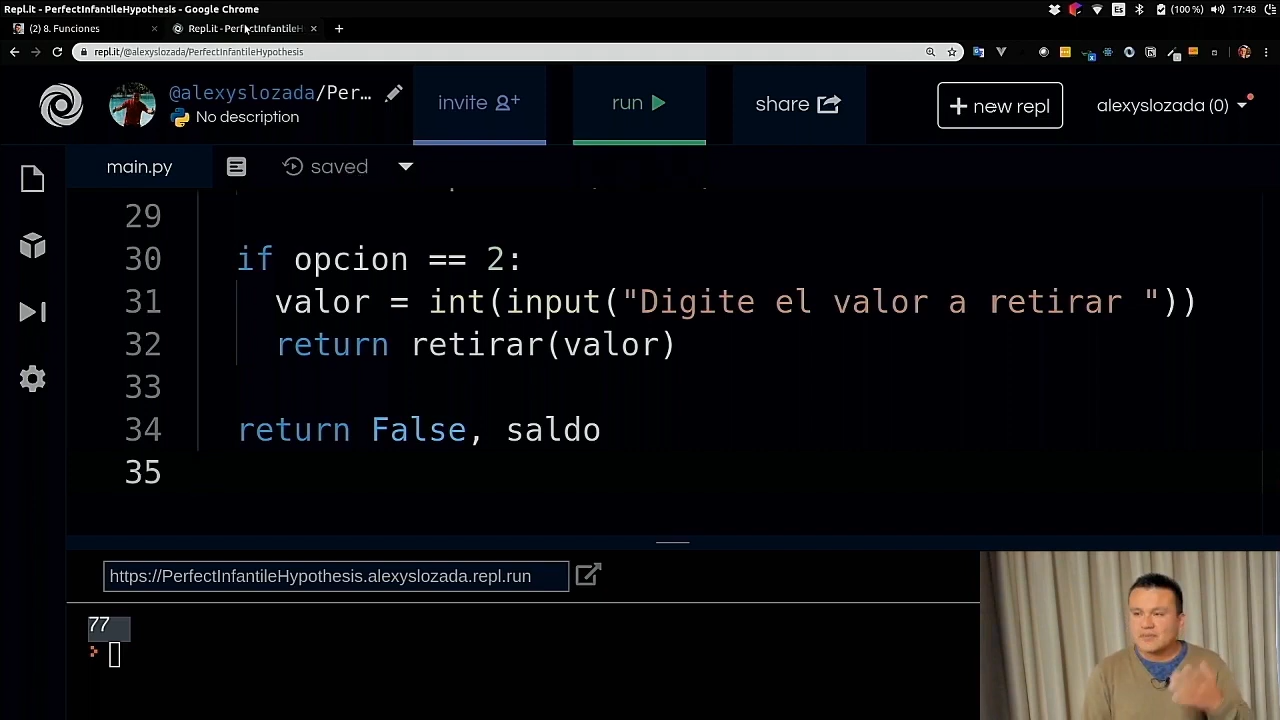 Repl.it - PerfectInfantileHypothesis - Google Chrome
Es
(100 %)
17:48
(2) 8. Funciones
Repl.it - PerfectInfantileH
repl.it/@alexyslozada/PerfectInfantileHypothesis
@alexyslozada/Per...
No description
invite
run
share
+ new repl
alexyslozada (0)
main.py
saved
29
30 if opcion == 2:
31 valor = int(input("Digite el valor a retirar "))
32 return retirar(valor)
33
34 return False, saldo
35
https://PerfectInfantileHypothesis.alexyslozada.repl.run
77